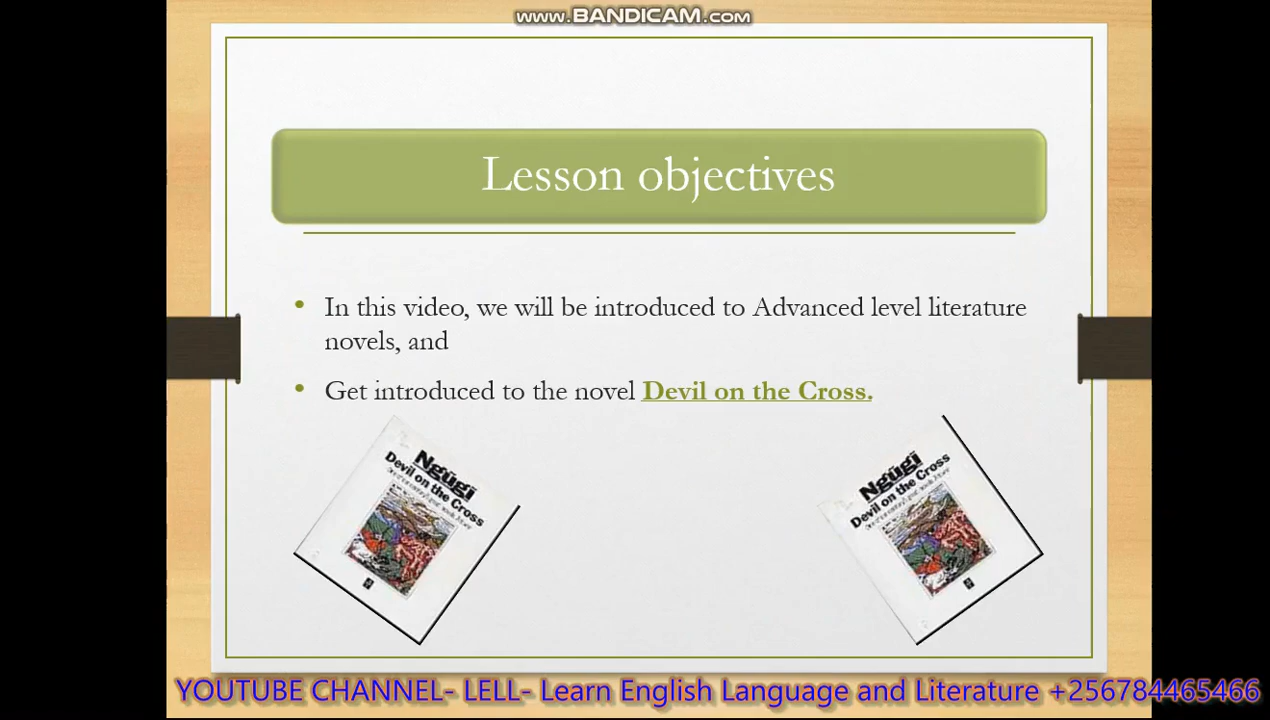 www.BANDICAM.com
Lesson objectives
• In this video, we will be introduced to Advanced level literature
novels, and
• Get introduced to the novel Devil on the Cross.
Ngũgĩ
Devil on the Cross
Ngũgĩ
Devil on the Cross
YOUTUBE CHANNEL- LELL- Learn English Language and Literature +256784465466